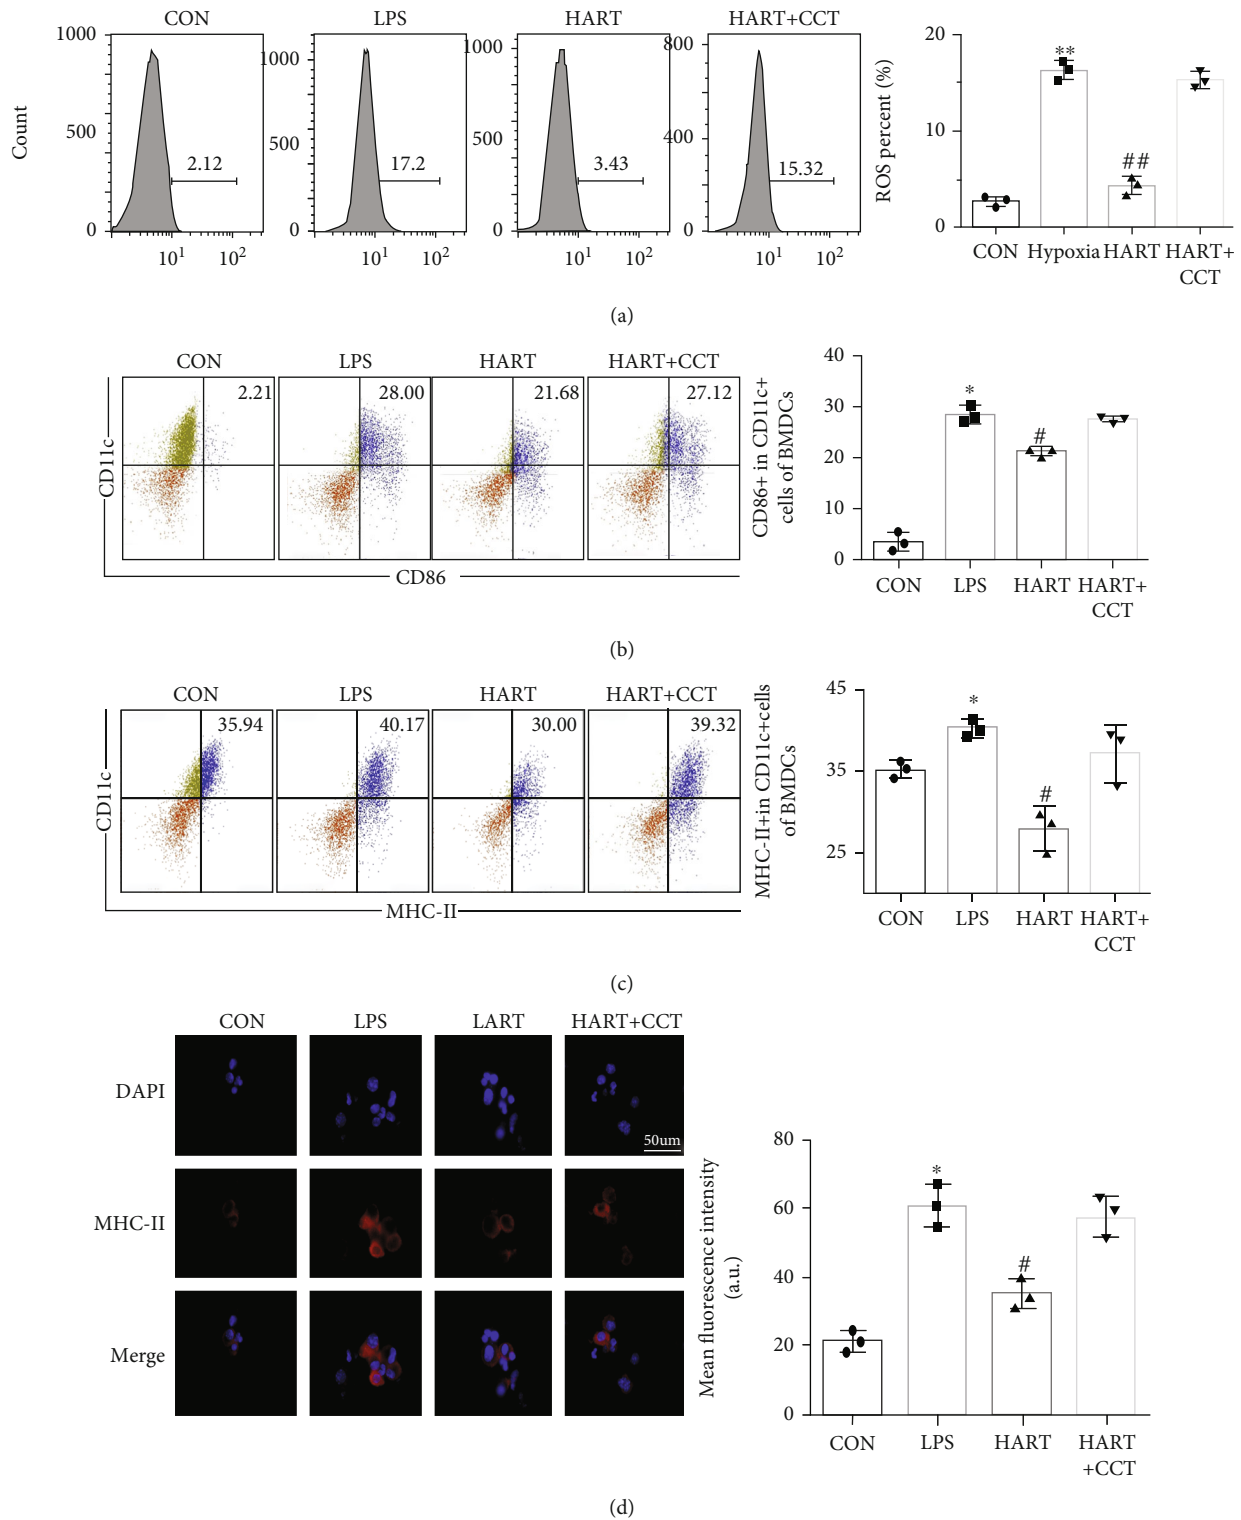 CON LPS HART HART+CCT
Count
1000
500
0
2.12
10¹ 10²
1000
500
0
17.2
10¹ 10²
1000
500
0
3.43
10¹ 10²
800
400
0
15.32
10¹ 10²
ROS percent (%)
20
10
0
**
##
CON Hypoxia HART HART+
CCT
(a)
CON LPS HART HART+CCT
CD11c
2.21 28.00 21.68 27.12
CD86
CD86+ in CD11c+
cells of BMDCs
40
30
20
10
0
*
#
CON LPS HART HART+
CCT
(b)
CON LPS HART HART+CCT
CD11c
35.94 40.17 30.00 39.32
MHC-II
MHC-II+in CD11c+cells
of BMDCs
45
35
25
*
#
CON LPS HART HART+
CCT
(c)
CON LPS LART HART+CCT
DAPI
50um
MHC-II
Merge
Mean fluorescence intensity
(a.u.)
80
60
40
20
0
*
#
CON LPS HART HART
+CCT
(d)